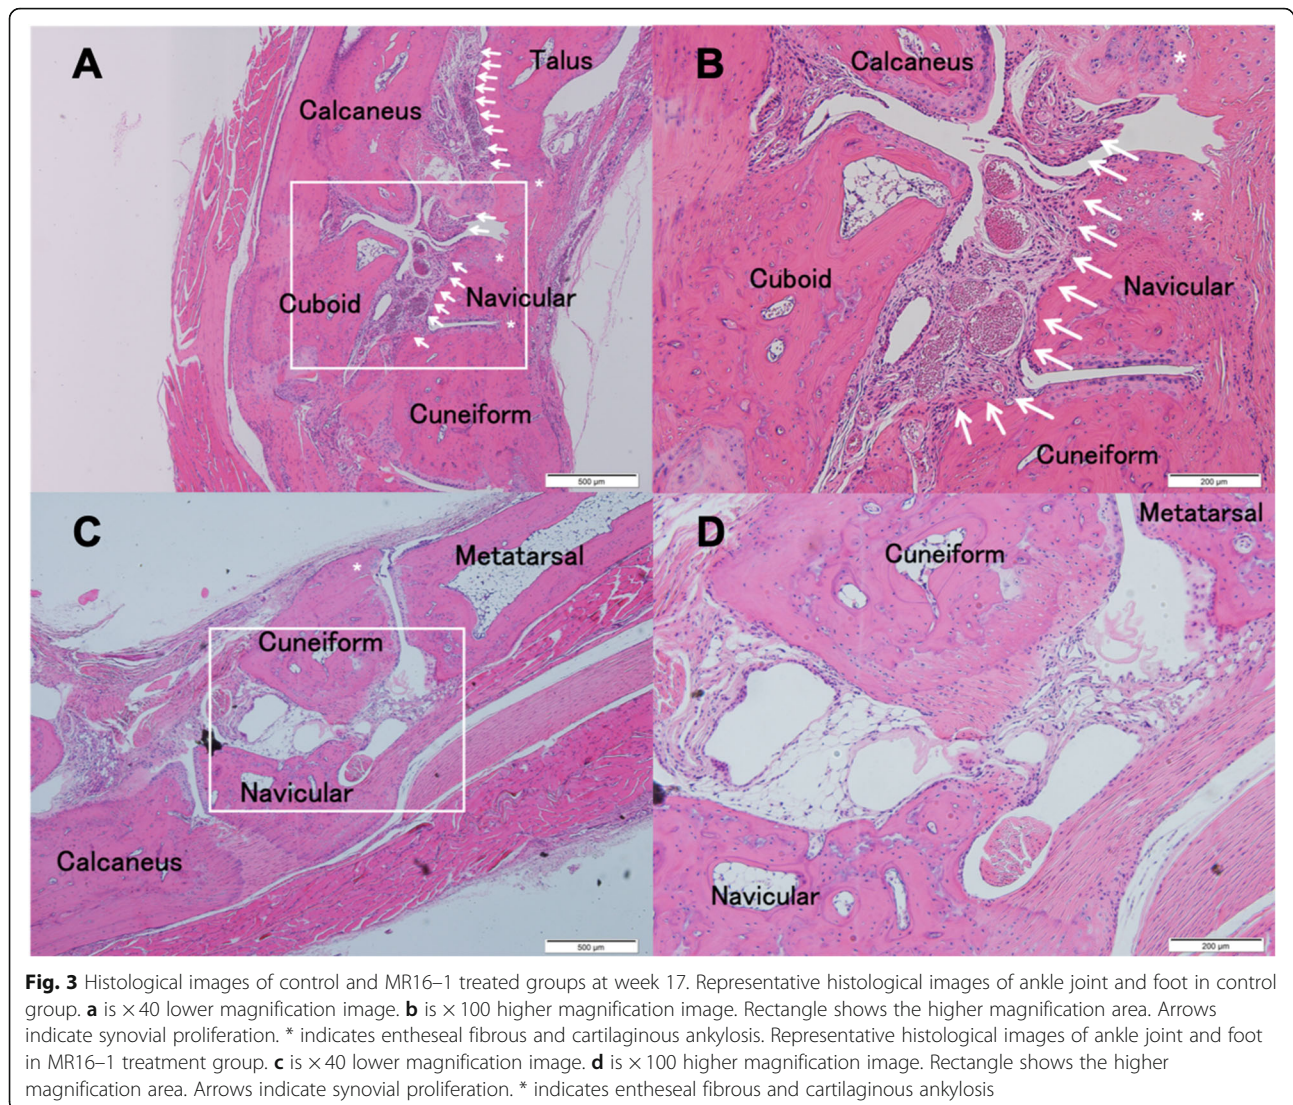 A
Talus
Calcaneus
*
*
Cuboid
Navicular
*
Cuneiform
500 µm
B
Calcaneus
*
*
Cuboid
Navicular
Cuneiform
200 µm
C
*
Metatarsal
Cuneiform
Navicular
Calcaneus
500 µm
D
Metatarsal
Cuneiform
Navicular
200 µm
Fig. 3 Histological images of control and MR16–1 treated groups at week 17. Representative histological images of ankle joint and foot in control
group. a is × 40 lower magnification image. b is × 100 higher magnification image. Rectangle shows the higher magnification area. Arrows
indicate synovial proliferation. * indicates entheseal fibrous and cartilaginous ankylosis. Representative histological images of ankle joint and foot
in MR16–1 treatment group. c is × 40 lower magnification image. d is × 100 higher magnification image. Rectangle shows the higher
magnification area. Arrows indicate synovial proliferation. * indicates entheseal fibrous and cartilaginous ankylosis